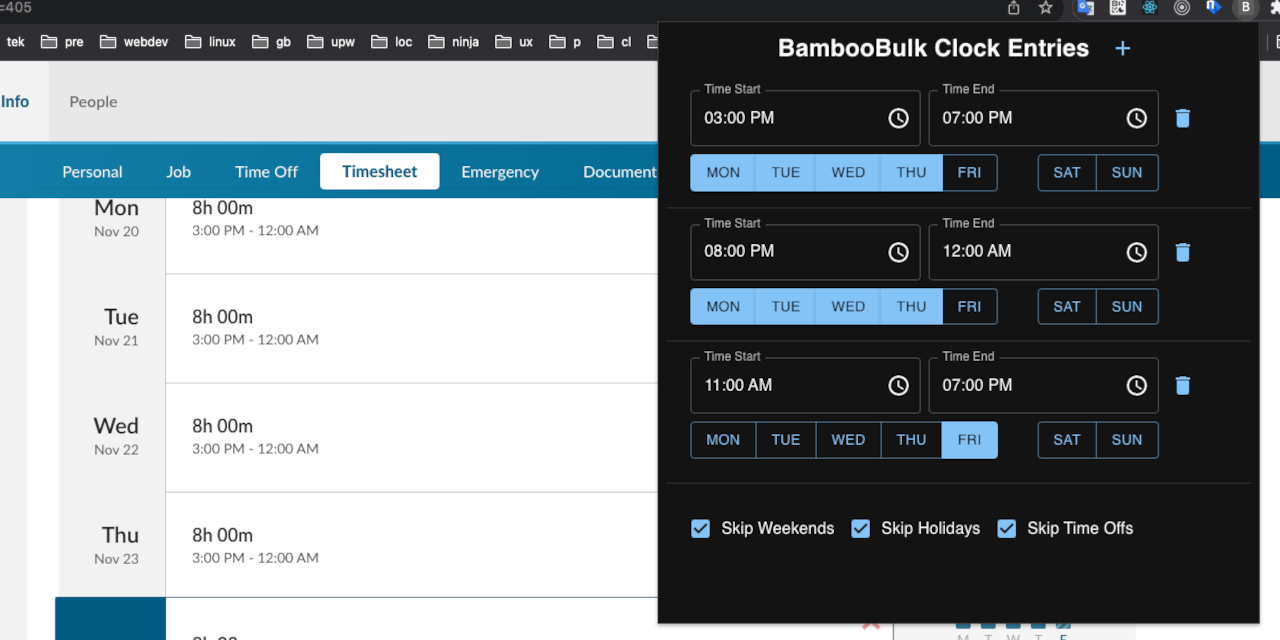 =405
B
tek pre webdev linux gb upw loc ninja ux p cl
BambooBulk Clock Entries +
Info People
Time Start Time End
03:00 PM 07:00 PM
Personal Job Time Off Timesheet Emergency Document
MON TUE WED THU FRI SAT SUN
Mon 8h 00m
Nov 20 3:00 PM - 12:00 AM
Time Start Time End
08:00 PM 12:00 AM
MON TUE WED THU FRI SAT SUN
Tue 8h 00m
Nov 21 3:00 PM - 12:00 AM
Time Start Time End
11:00 AM 07:00 PM
Wed 8h 00m
Nov 22 3:00 PM - 12:00 AM
MON TUE WED THU FRI SAT SUN
Thu 8h 00m
Nov 23 3:00 PM - 12:00 AM
Skip Weekends Skip Holidays Skip Time Offs
M T W T F